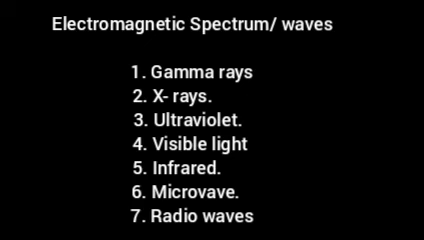 Electromagnetic Spectrum/ waves
1. Gamma rays
2. X- rays.
3. Ultraviolet.
4. Visible light
5. Infrared.
6. Microvave.
7. Radio waves